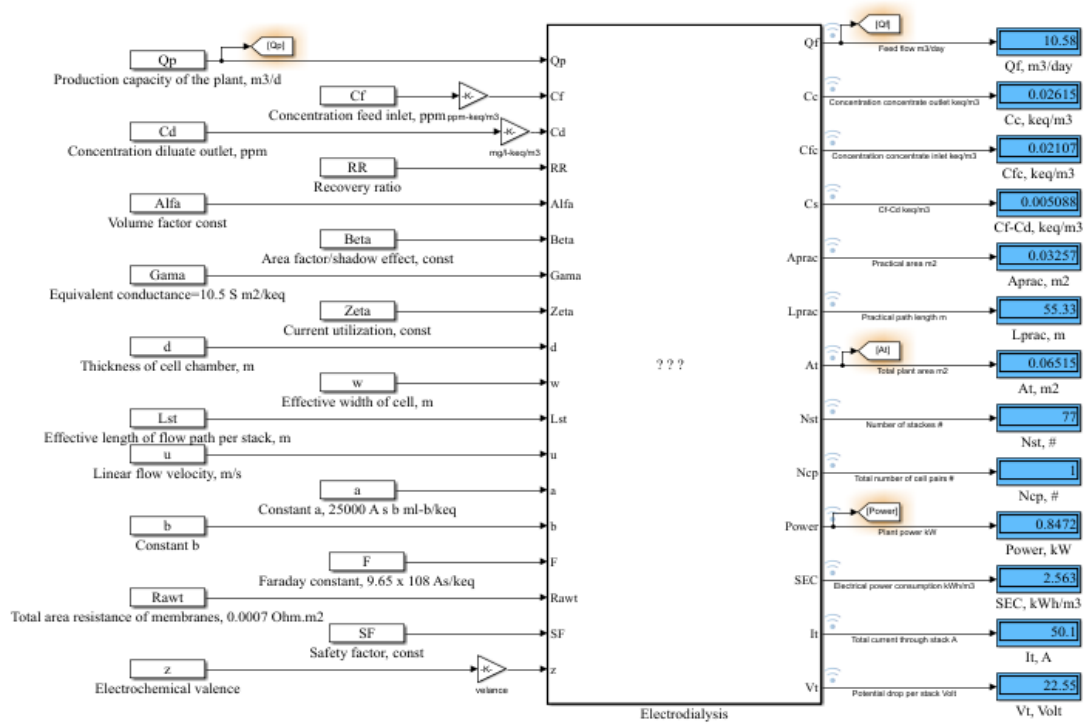 [Qp]
Qp
Production capacity of the plant, m3/d
Cf
-K-
Concentration feed inlet, ppm
ppm-keq/m3
Cd
-K-
Concentration diluate outlet, ppm
mg/l-keq/m3
RR
Recovery ratio
Alfa
Volume factor const
Beta
Area factor/shadow effect, const
Gama
Equivalent conductance=10.5 S m2/keq
Zeta
Current utilization, const
d
Thickness of cell chamber, m
w
Effective width of cell, m
Lst
Effective length of flow path per stack, m
u
Linear flow velocity, m/s
a
Constant a, 25000 A s b ml-b/keq
b
Constant b
F
Faraday constant, 9.65 x 108 As/keq
Rawt
Total area resistance of membranes, 0.0007 Ohm.m2
SF
Safety factor, const
z
-K-
Electrochemical valence
velance
Qp
Cf
Cd
RR
Alfa
Beta
Gama
Zeta
d
w
Lst
u
a
b
F
Rawt
SF
z
? ? ?
Electrodialysis
Qf
Cc
Cfc
Cs
Aprac
Lprac
At
Nst
Ncp
Power
SEC
It
Vt
[Qf]
Feed flow m3/day
10.58
Qf, m3/day
Concentration concentrate outlet keq/m3
0.02615
Cc, keq/m3
Concentration concentrate inlet keq/m3
0.02107
Cfc, keq/m3
Cf-Cd keq/m3
0.005088
Cf-Cd, keq/m3
Practical area m2
0.03257
Aprac, m2
Practical path length m
55.33
Lprac, m
[At]
Total plant area m2
0.06515
At, m2
Number of stackes #
77
Nst, #
Total number of cell pairs #
1
Ncp, #
[Power]
Plant power kW
0.8472
Power, kW
Electrical power consumption kWh/m3
2.563
SEC, kWh/m3
Total current through stack A
50.1
It, A
Potential drop per stack Volt
22.55
Vt, Volt